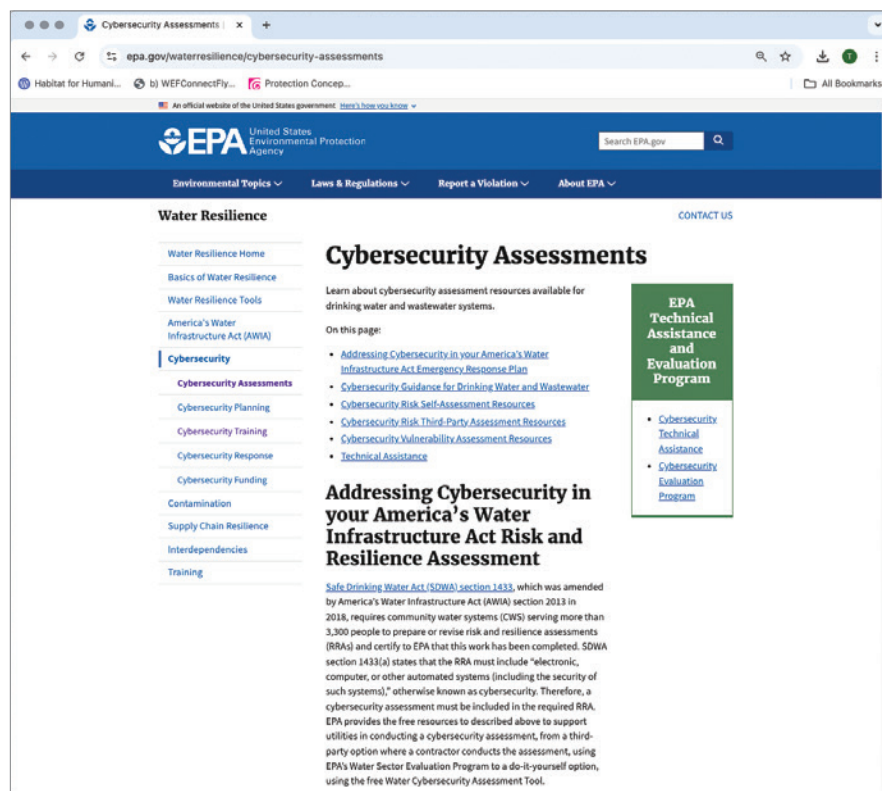 Cybersecurity Assessments |
epa.gov/waterresilience/cybersecurity-assessments
T
Habitat for Humani...
b) WEFConnectFly...
Protection Concep...
All Bookmarks
An official website of the United States government Here's how you know
EPA
United States
Environmental Protection
Agency
Search EPA.gov
Environmental Topics
Laws & Regulations
Report a Violation
About EPA
Water Resilience
CONTACT US
Water Resilience Home
Basics of Water Resilience
Water Resilience Tools
America's Water
Infrastructure Act (AWIA)
Cybersecurity
Cybersecurity Assessments
Cybersecurity Planning
Cybersecurity Training
Cybersecurity Response
Cybersecurity Funding
Contamination
Supply Chain Resilience
Interdependencies
Training
Cybersecurity Assessments
Learn about cybersecurity assessment resources available for
drinking water and wastewater systems.
On this page:
• Addressing Cybersecurity in your America's Water
Infrastructure Act Emergency Response Plan
• Cybersecurity Guidance for Drinking Water and Wastewater
• Cybersecurity Risk Self-Assessment Resources
• Cybersecurity Risk Third-Party Assessment Resources
• Cybersecurity Vulnerability Assessment Resources
• Technical Assistance
EPA
Technical
Assistance
and
Evaluation
Program
• Cybersecurity
Technical
Assistance
• Cybersecurity
Evaluation
Program
Addressing Cybersecurity in
your America's Water
Infrastructure Act Risk and
Resilience Assessment
Safe Drinking Water Act (SDWA) section 1433, which was amended
by America's Water Infrastructure Act (AWIA) section 2013 in
2018, requires community water systems (CWS) serving more than
3,300 people to prepare or revise risk and resilience assessments
(RRAs) and certify to EPA that this work has been completed. SDWA
section 1433(a) states that the RRA must include "electronic,
computer, or other automated systems (including the security of
such systems)," otherwise known as cybersecurity. Therefore, a
cybersecurity assessment must be included in the required RRA.
EPA provides the free resources to described above to support
utilities in conducting a cybersecurity assessment, from a third-
party option where a contractor conducts the assessment, using
EPA's Water Sector Evaluation Program to a do-it-yourself option,
using the free Water Cybersecurity Assessment Tool.